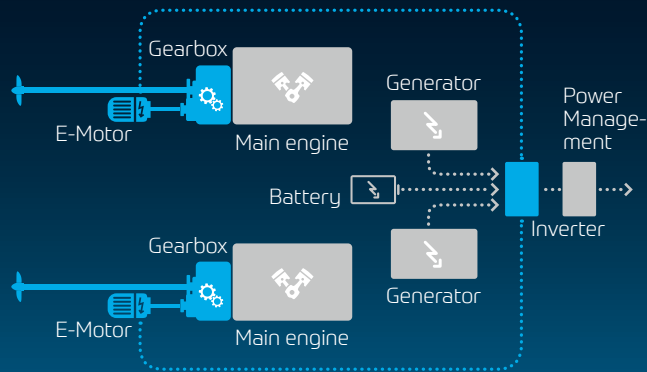 Gearbox
E-Motor
Main engine
Generator
Power
Manage-
ment
Battery
Inverter
Gearbox
E-Motor
Main engine
Generator